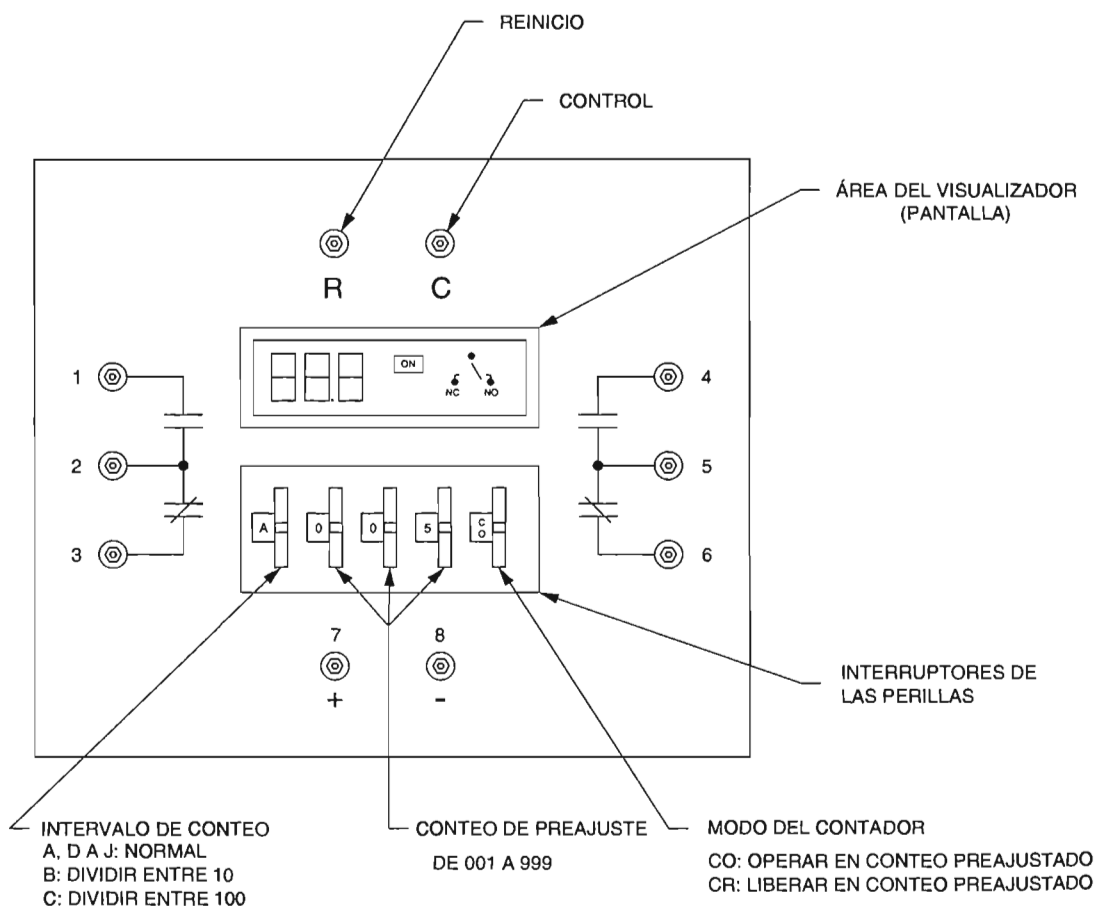 REINICIO
CONTROL
ÁREA DEL VISUALIZADOR
(PANTALLA)
R C
ON
NC NO
1
2
3
4
5
6
A 0 0 5 C
O
7 8
+ -
INTERRUPTORES DE
LAS PERILLAS
INTERVALO DE CONTEO
A, D A J: NORMAL
B: DIVIDIR ENTRE 10
C: DIVIDIR ENTRE 100
CONTEO DE PREAJUSTE
DE 001 A 999
MODO DEL CONTADOR
CO: OPERAR EN CONTEO PREAJUSTADO
CR: LIBERAR EN CONTEO PREAJUSTADO